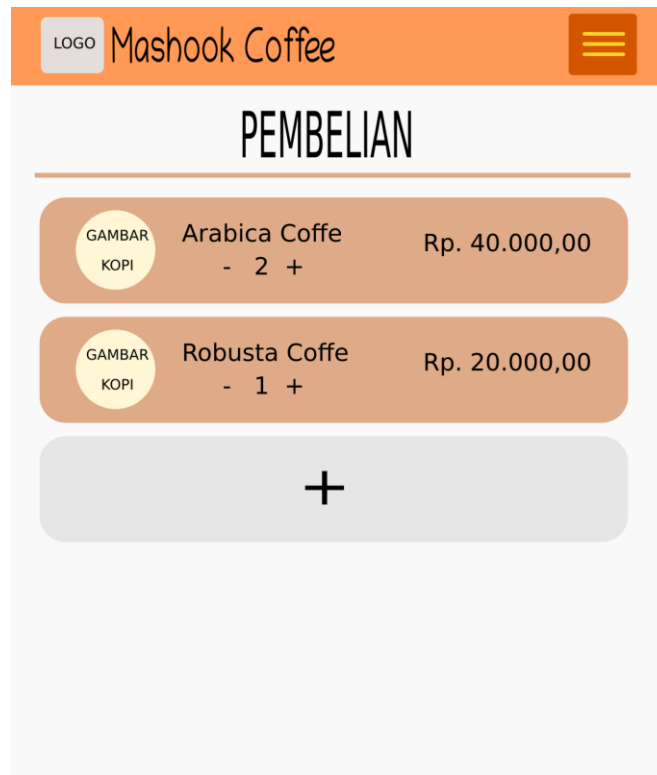 LOGO Mashook Coffee
PEMBELIAN
GAMBAR KOPI
Arabica Coffe
- 2 +
Rp. 40.000,00
GAMBAR KOPI
Robusta Coffe
- 1 +
Rp. 20.000,00
+